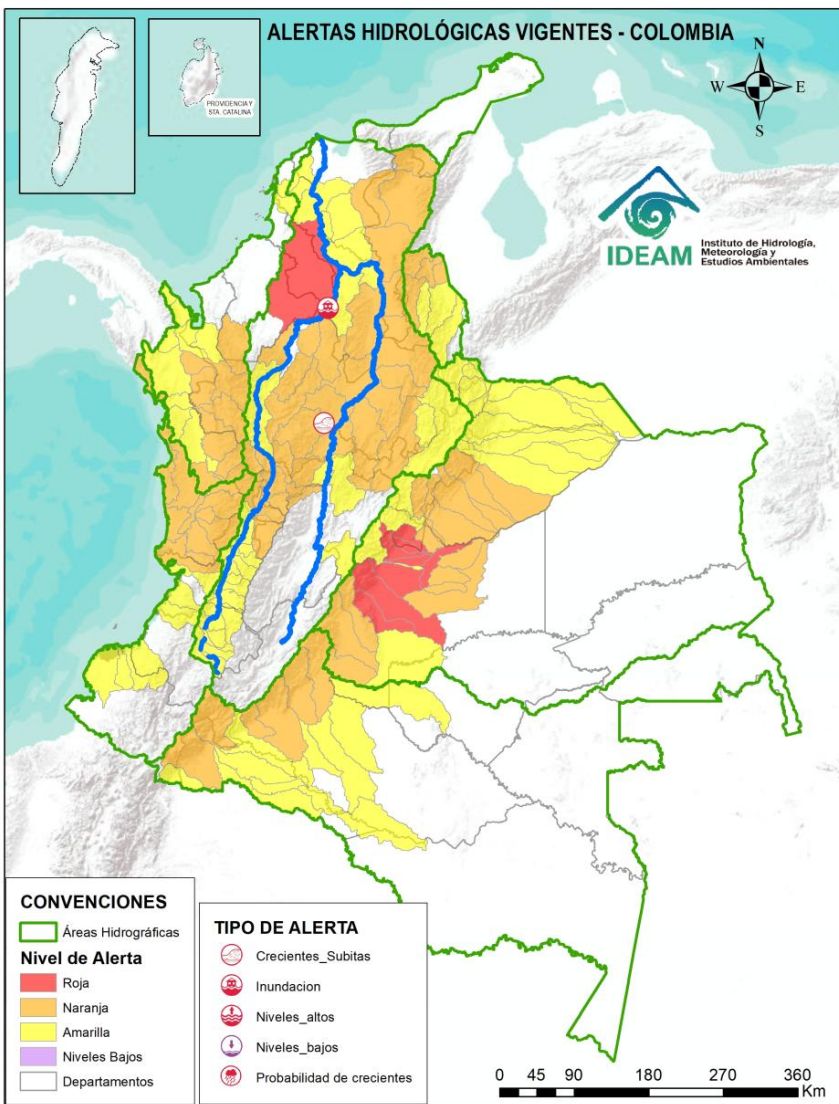 ALERTAS HIDROLÓGICAS VIGENTES - COLOMBIA
PROVIDENCIA Y
STA. CATALINA
N
W
E
S
IDEAM
Instituto de Hidrología,
Meteorología y
Estudios Ambientales
CONVENCIONES
Áreas Hidrográficas
Nivel de Alerta
Roja
Naranja
Amarilla
Niveles Bajos
Departamentos
TIPO DE ALERTA
Crecientes_Subitas
Inundacion
Niveles_altos
Niveles_bajos
Probabilidad de crecientes
0 45 90 180 270 360
Km